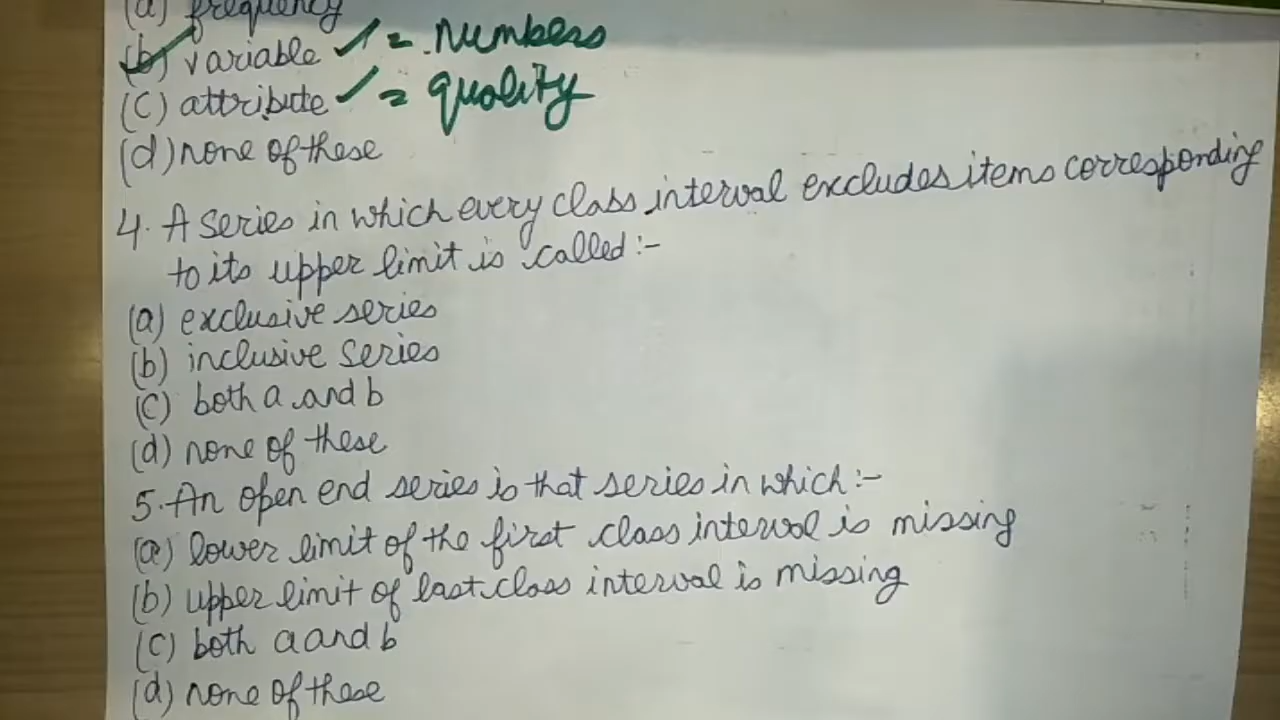 (a) frequency
(b) variable ✓ = numbers
(c) attribute ✓ = quality
(d) none of these
4. A series in which every class interval excludes items corresponding
to its upper limit is called :-
(a) exclusive series
(b) inclusive series
(c) both a and b
(d) none of these
5. An open end series is that series in which :-
(a) lower limit of the first class interval is missing
(b) upper limit of last class interval is missing
(c) both a and b
(d) none of these